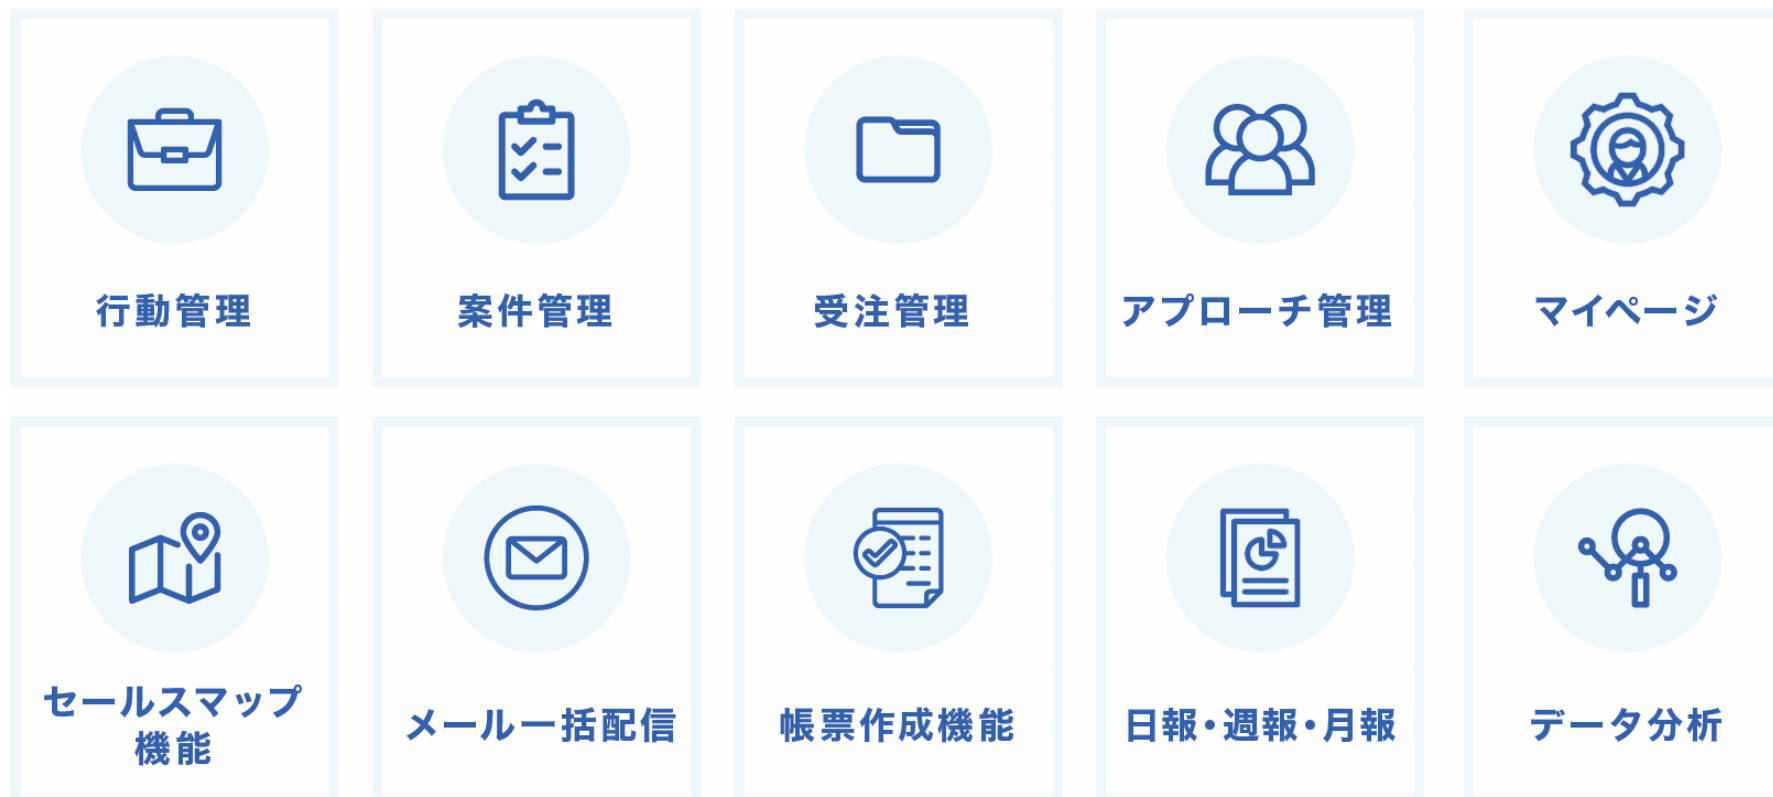 行動管理
案件管理
受注管理
アプローチ管理
マイページ
セールスマップ
機能
メール一括配信
帳票作成機能
日報・週報・月報
データ分析